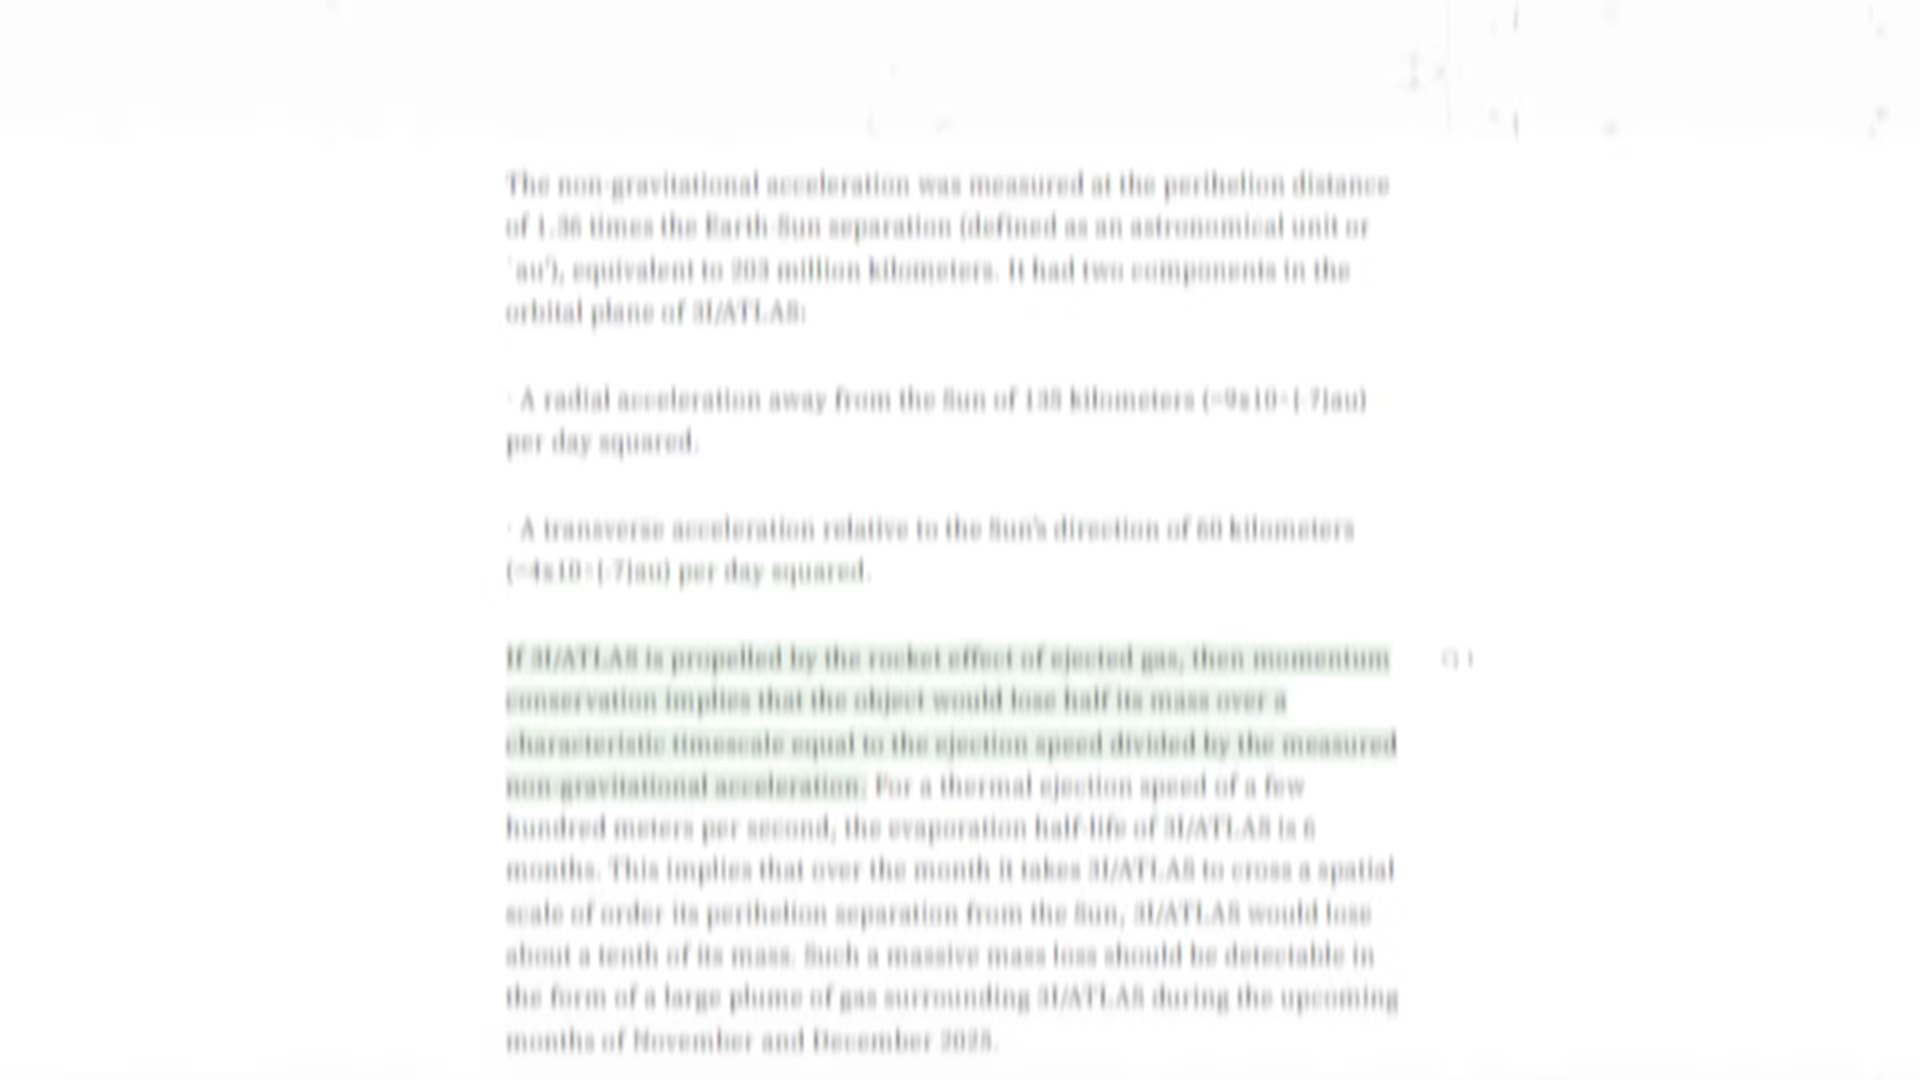 The non-gravitational acceleration was measured at the perihelion distance
of 1.36 times the Earth-Sun separation (defined as an astronomical unit or
`au'), equivalent to 203 million kilometers. It had two components in the
orbital plane of 3I/ATLAS:
· A radial acceleration away from the Sun of 135 kilometers (=9x10^{-7}au)
per day squared.
· A transverse acceleration relative to the Sun's direction of 60 kilometers
(=4x10^{-7}au) per day squared.
If 3I/ATLAS is propelled by the rocket effect of ejected gas, then momentum
conservation implies that the object would lose half its mass over a
characteristic timescale equal to the ejection speed divided by the measured
non-gravitational acceleration. For a thermal ejection speed of a few
hundred meters per second, the evaporation half-life of 3I/ATLAS is 6
months. This implies that over the month it takes 3I/ATLAS to cross a spatial
scale of order its perihelion separation from the Sun, 3I/ATLAS would lose
about a tenth of its mass. Such a massive mass loss should be detectable in
the form of a large plume of gas surrounding 3I/ATLAS during the upcoming
months of November and December 2025.